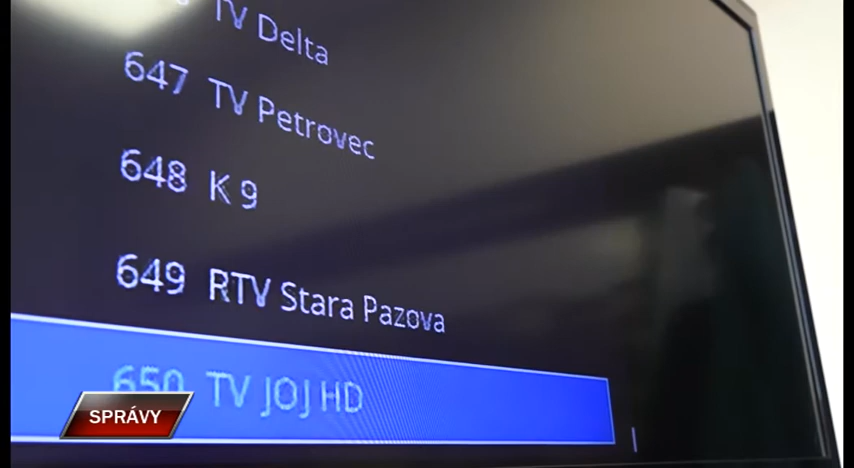 TV Delta
647 TV Petrovec
648 K 9
649 RTV Stara Pazova
650 TV JOJ HD
SPRÁVY